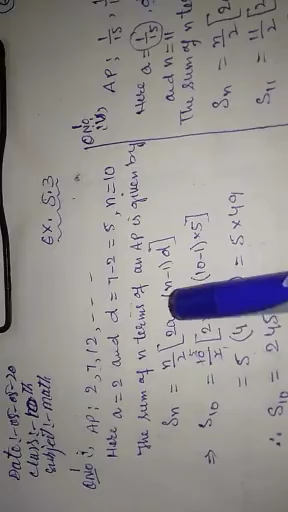 Date:- 05-05-20
Class:- 10th
Subject:- math
Ex. 5.3
QNO 1 i, AP: 2, 7, 12, - - -
Here a = 2 and d = 7-2 = 5, n = 10
The sum of n terms of an AP is given by
Sn = n/2 [2a (n-1)d]
⇒ S10 = 10/2 [2 (10-1)×5]
= 5 (4 ) = 5×49
∴ S10 = 245
QNO 1 AP: 1/15,
Here a = 1/15,
and n = 11
The sum of n ter
Sn = n/2 [2a
S11 = 11/2 [2